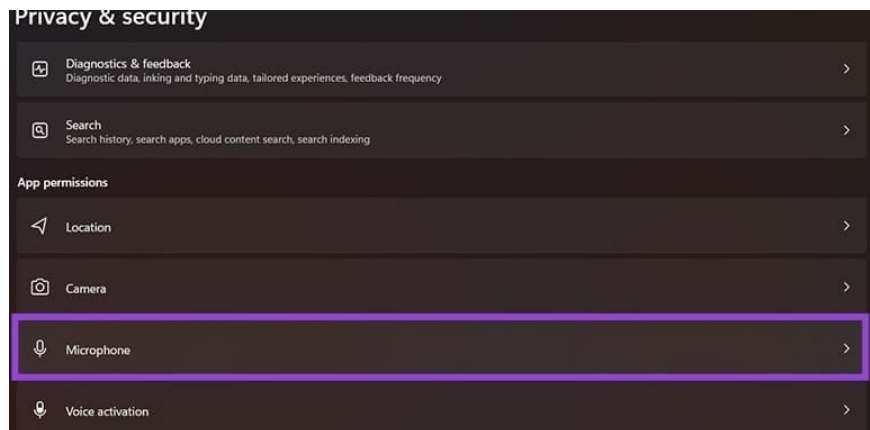 Privacy & security
Diagnostics & feedback
Diagnostic data, inking and typing data, tailored experiences, feedback frequency
Search
Search history, search apps, cloud content search, search indexing
App permissions
Location
Camera
Microphone
Voice activation